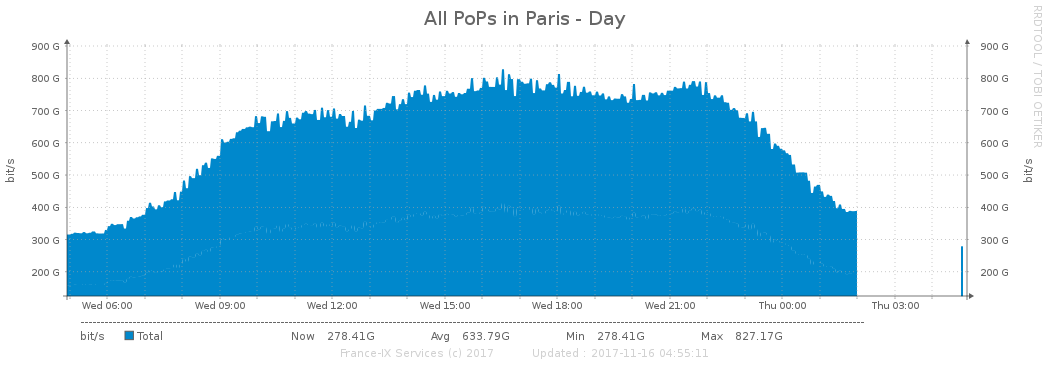 All PoPs in Paris - Day
RRDTOOL / TOBI OETIKER
900 G 900 G
800 G 800 G
700 G 700 G
600 G 600 G
500 G 500 G
400 G 400 G
300 G 300 G
200 G 200 G
bit/s bit/s
Wed 06:00 Wed 09:00 Wed 12:00 Wed 15:00 Wed 18:00 Wed 21:00 Thu 00:00 Thu 03:00
bit/s Total Now 278.41G Avg 633.79G Min 278.41G Max 827.17G
France-IX Services (c) 2017 Updated : 2017-11-16 04:55:11